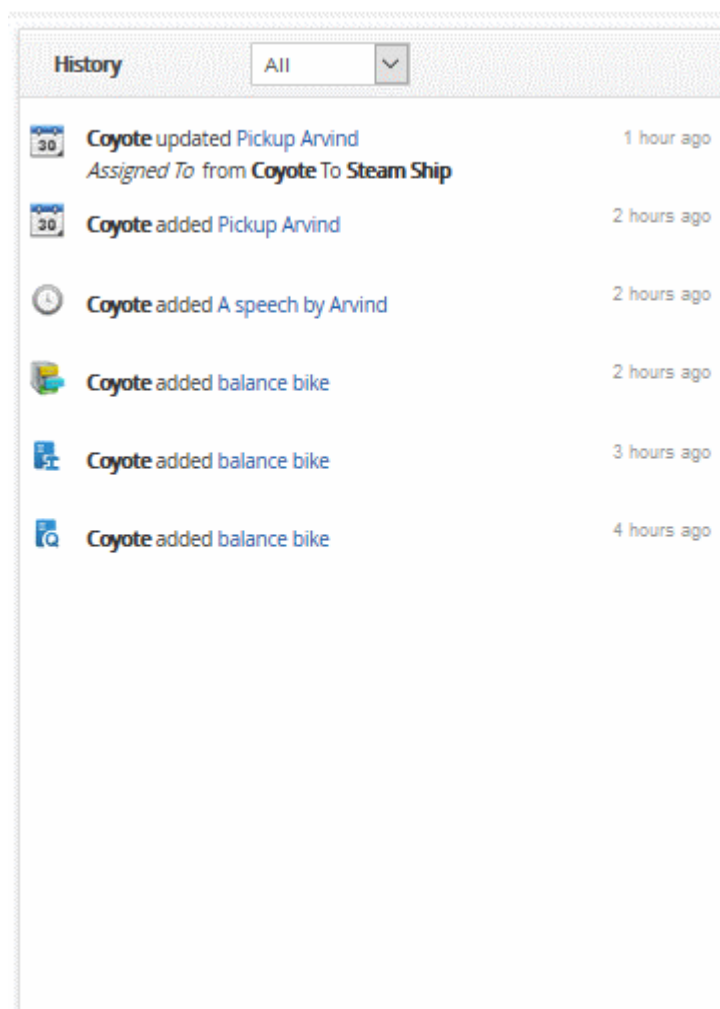 History All
Coyote updated Pickup Arvind 1 hour ago
Assigned To from Coyote To Steam Ship
Coyote added Pickup Arvind 2 hours ago
Coyote added A speech by Arvind 2 hours ago
Coyote added balance bike 2 hours ago
Coyote added balance bike 3 hours ago
Coyote added balance bike 4 hours ago
30
30